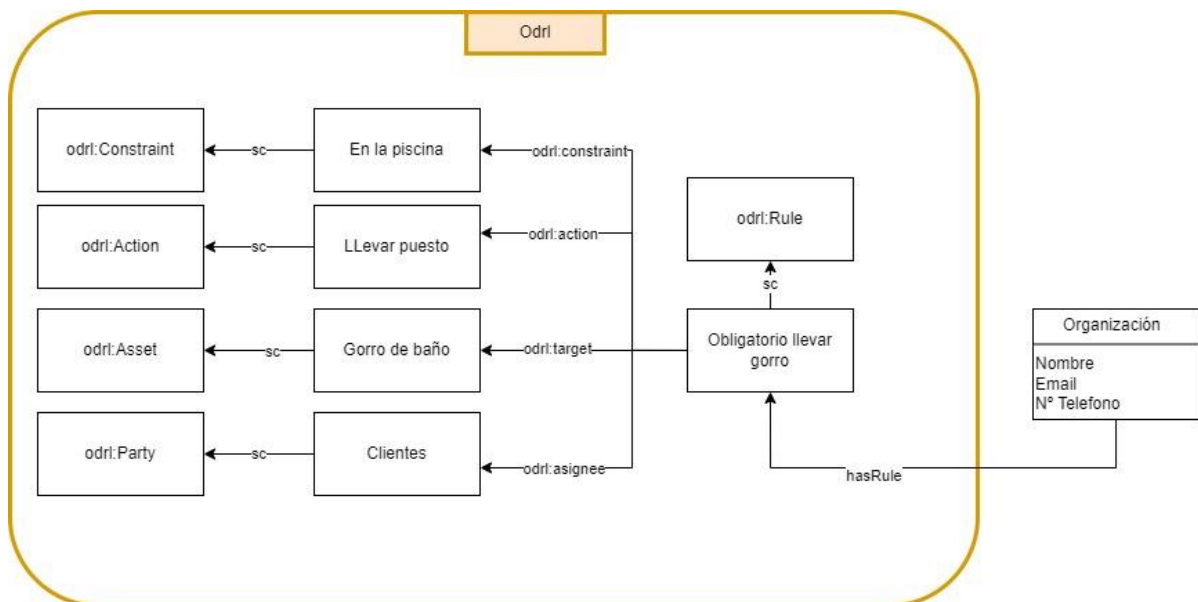 Odrl
odrl:Constraint
sc
En la piscina
odrl:constraint
odrl:Action
sc
LLevar puesto
odrl:action
odrl:Rule
sc
odrl:Asset
sc
Gorro de baño
odrl:target
Obligatorio llevar
gorro
Organización
Nombre
Email
Nº Telefono
odrl:Party
sc
Clientes
odrl:asignee
hasRule